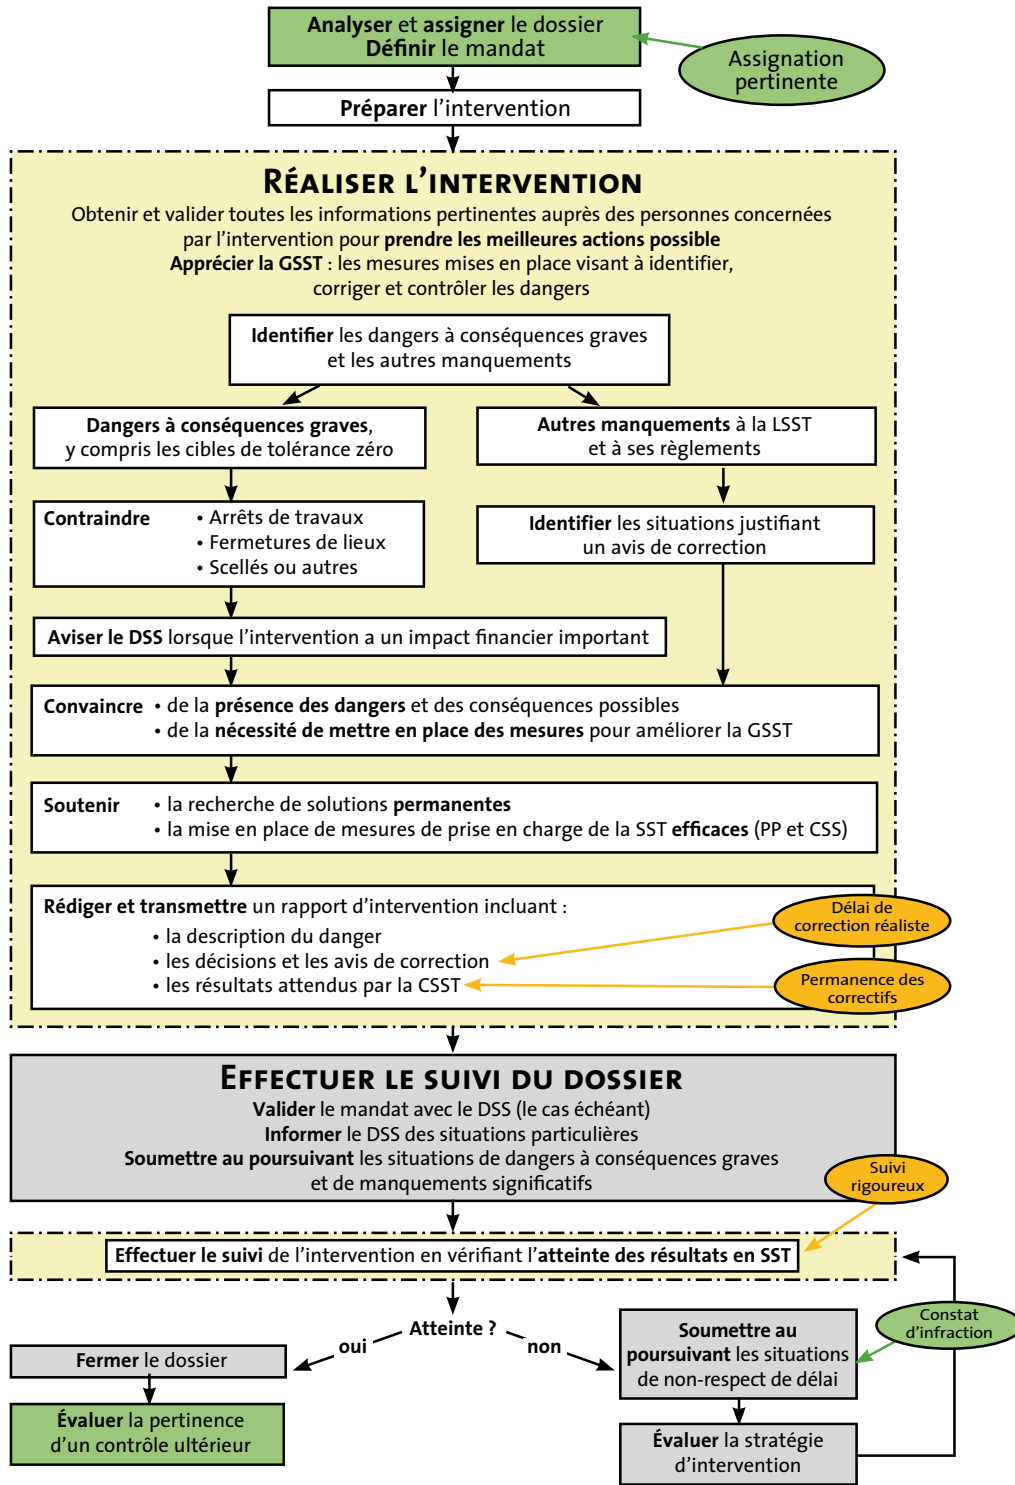 Analyser et assigner le dossier
Définir le mandat
Assignation
pertinente
Préparer l'intervention
RÉALISER L'INTERVENTION
Obtenir et valider toutes les informations pertinentes auprès des personnes concernées
par l'intervention pour prendre les meilleures actions possible
Apprécier la GSST : les mesures mises en place visant à identifier,
corriger et contrôler les dangers
Identifier les dangers à conséquences graves
et les autres manquements
Dangers à conséquences graves,
y compris les cibles de tolérance zéro
Autres manquements à la LSST
et à ses règlements
Contraindre • Arrêts de travaux
• Fermetures de lieux
• Scellés ou autres
Identifier les situations justifiant
un avis de correction
Aviser le DSS lorsque l'intervention a un impact financier important
Convaincre • de la présence des dangers et des conséquences possibles
• de la nécessité de mettre en place des mesures pour améliorer la GSST
Soutenir • la recherche de solutions permanentes
• la mise en place de mesures de prise en charge de la SST efficaces (PP et CSS)
Rédiger et transmettre un rapport d'intervention incluant :
• la description du danger
• les décisions et les avis de correction
• les résultats attendus par la CSST
Délai de
correction réaliste
Permanence des
correctifs
EFFECTUER LE SUIVI DU DOSSIER
Valider le mandat avec le DSS (le cas échéant)
Informer le DSS des situations particulières
Soumettre au poursuivant les situations de dangers à conséquences graves
et de manquements significatifs
Suivi
rigoureux
Effectuer le suivi de l'intervention en vérifiant l'atteinte des résultats en SST
Atteinte ?
oui
non
Fermer le dossier
Évaluer la pertinence
d'un contrôle ultérieur
Soumettre au
poursuivant les situations
de non-respect de délai
Constat
d'infraction
Évaluer la stratégie
d'intervention